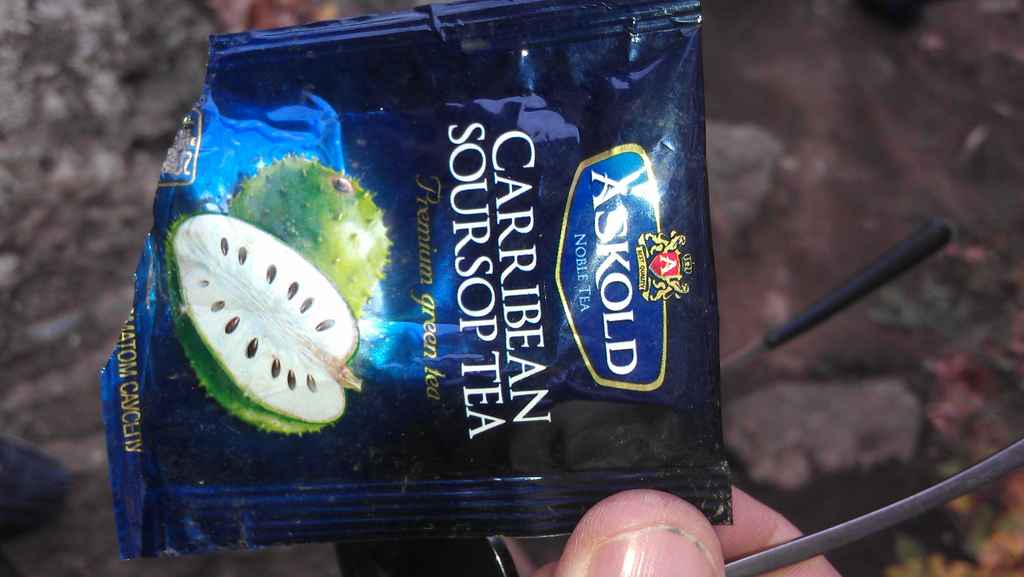 ASKOLD
NOBLE TEA
CARRIBEAN
SOURSOP TEA
Premium green tea